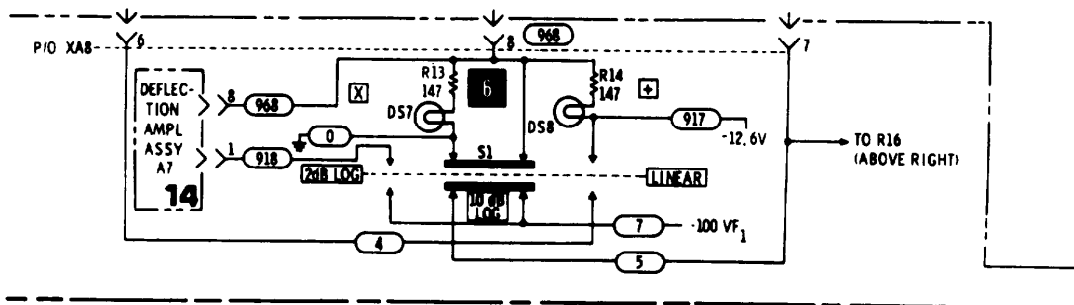 P/O XA8
6
8
968
7
DEFLEC-
TION
AMPL
ASSY
A7
14
8
968
1
918
0
X
R13
147
DS7
6
R14
147
DS8
+
917
-12.6V
TO R16
(ABOVE RIGHT)
S1
2dB LOG
LINEAR
10 dB
LOG
7
-100 VF1
4
5